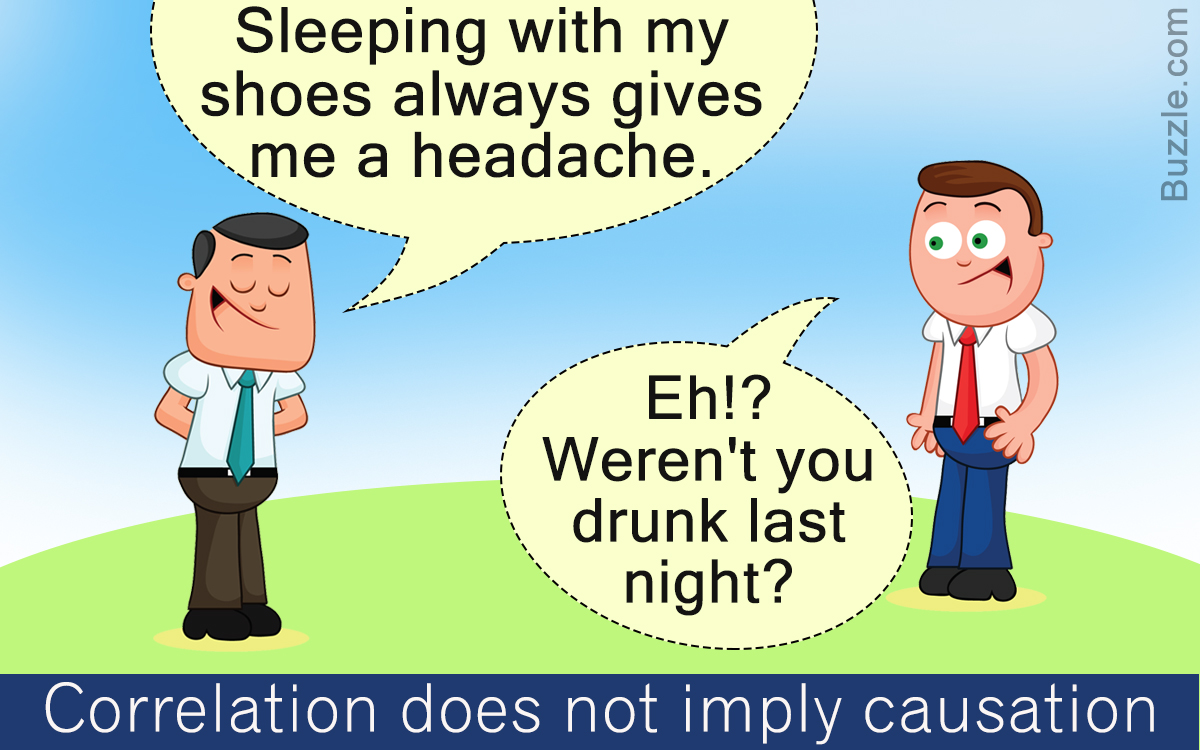 Sleeping with my
shoes always gives
me a headache.
Buzzle.com
Eh!?
Weren't you
drunk last
night?
Correlation does not imply causation